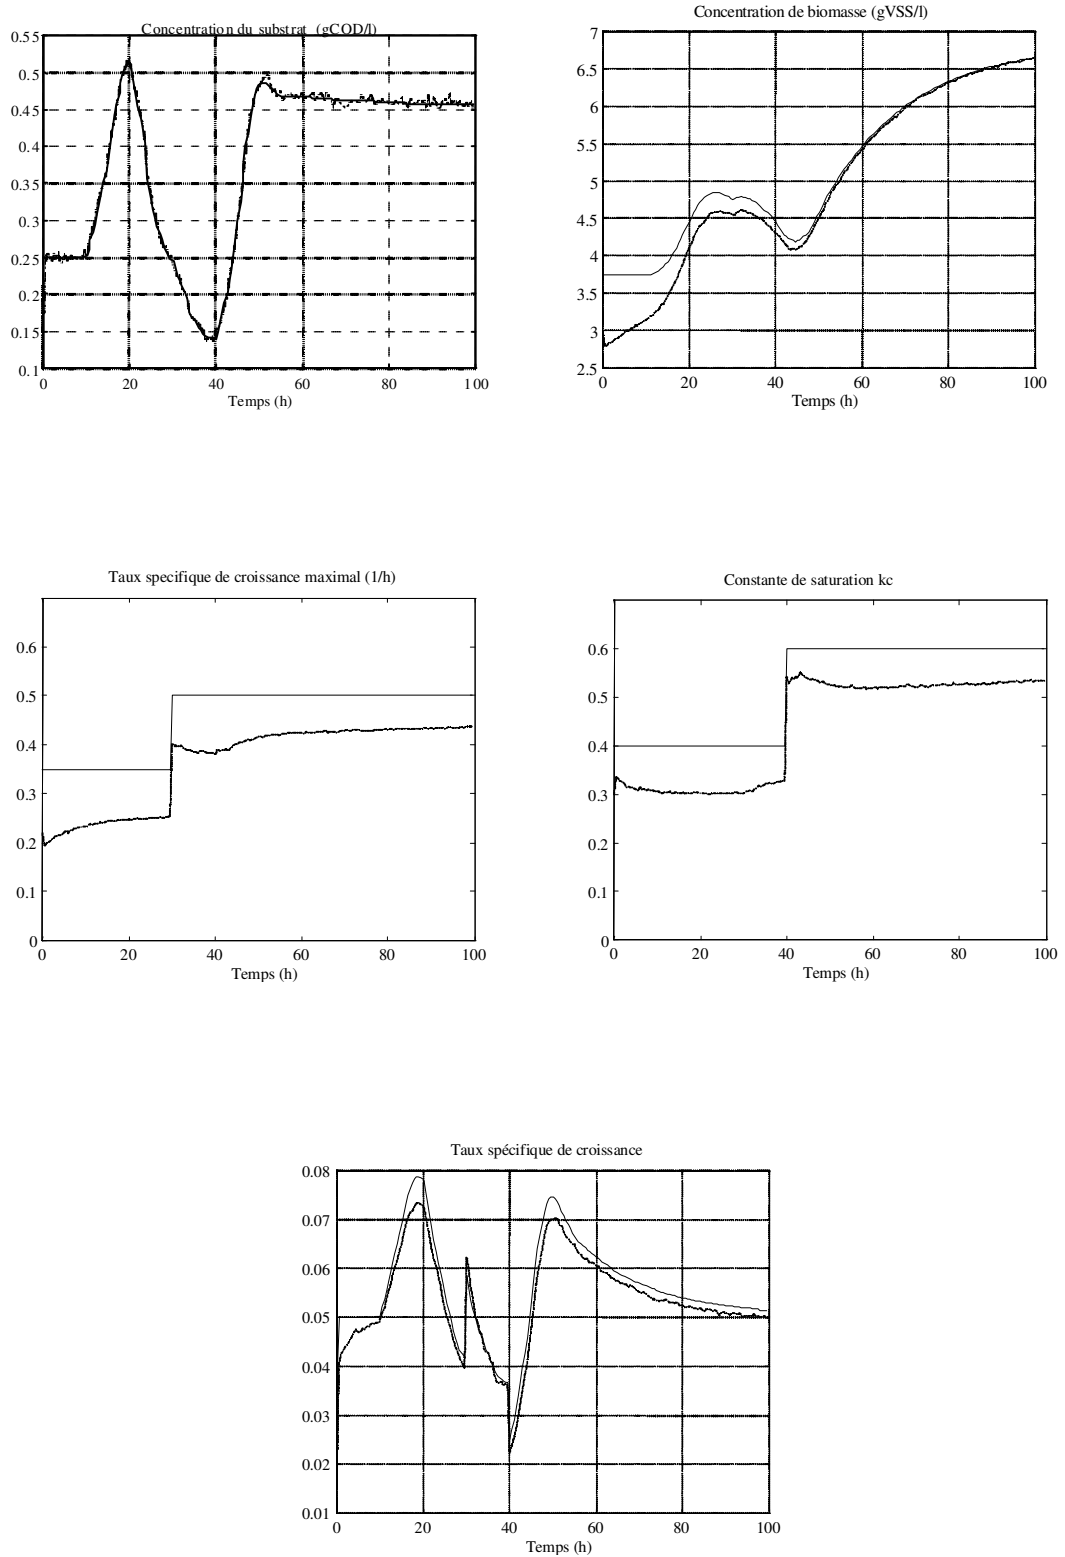 Concentration du substrat (gCOD/l)
0.55
0.5
0.45
0.4
0.35
0.3
0.25
0.2
0.15
0.1
0 20 40 60 80 100
Temps (h)
Concentration de biomasse (gVSS/l)
7
6.5
6
5.5
5
4.5
4
3.5
3
2.5
0 20 40 60 80 100
Temps (h)
Taux specifique de croissance maximal (1/h)
0.6
0.5
0.4
0.3
0.2
0.1
0
0 20 40 60 80 100
Temps (h)
Constante de saturation kc
0.6
0.5
0.4
0.3
0.2
0.1
0
0 20 40 60 80 100
Temps (h)
Taux spécifique de croissance
0.08
0.07
0.06
0.05
0.04
0.03
0.02
0.01
0 20 40 60 80 100
Temps (h)